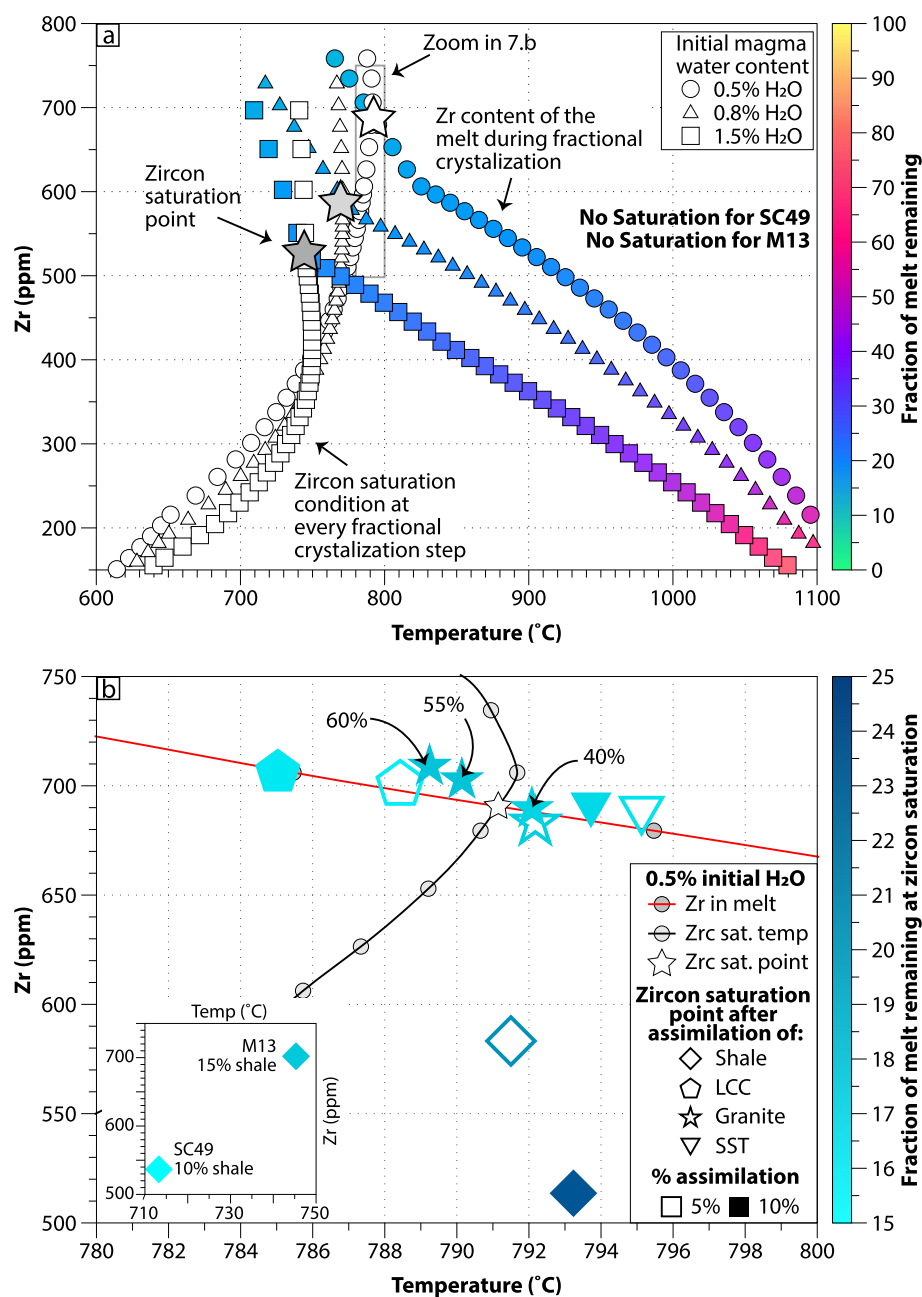 a
800
700
600
500
400
300
200
Zr (ppm)
600
700
800
900
1000
1100
Temperature (˚C)
Zoom in 7.b
Zr content of the
melt during fractional
crystalization
Zircon
saturation
point
No Saturation for SC49
No Saturation for M13
Zircon saturation
condition at
every fractional
crystalization step
Initial magma
water content
0.5% H₂O
0.8% H₂O
1.5% H₂O
100
90
80
70
60
50
40
30
20
10
0
Fraction of melt remaining
b
750
700
650
600
550
500
Zr (ppm)
780
782
784
786
788
790
792
794
796
798
800
Temperature (˚C)
60%
55%
40%
0.5% initial H₂O
Zr in melt
Zrc sat. temp
Zrc sat. point
Zircon saturation
point after
assimilation of:
Shale
LCC
Granite
SST
% assimilation
5%
10%
Temp (˚C)
700
600
500
710
730
750
Zr (ppm)
M13
15% shale
SC49
10% shale
25
24
23
22
21
20
19
18
17
16
15
Fraction of melt remaining at zircon saturation